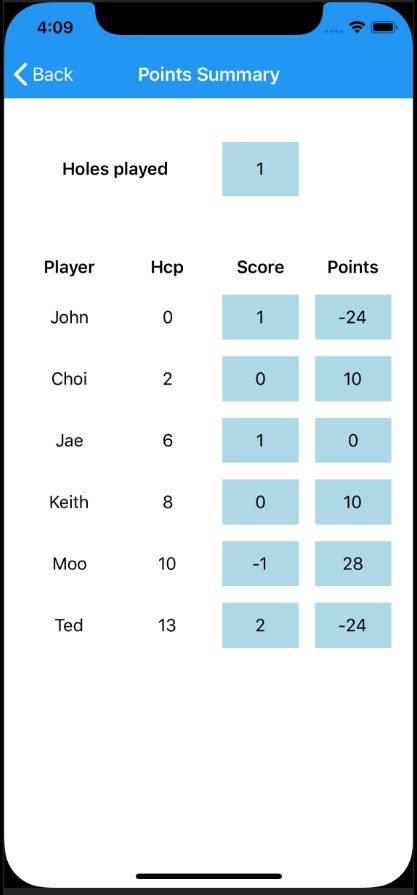 4:09
Back Points Summary
Holes played 1
Player Hcp Score Points
John 0 1 -24
Choi 2 0 10
Jae 6 1 0
Keith 8 0 10
Moo 10 -1 28
Ted 13 2 -24